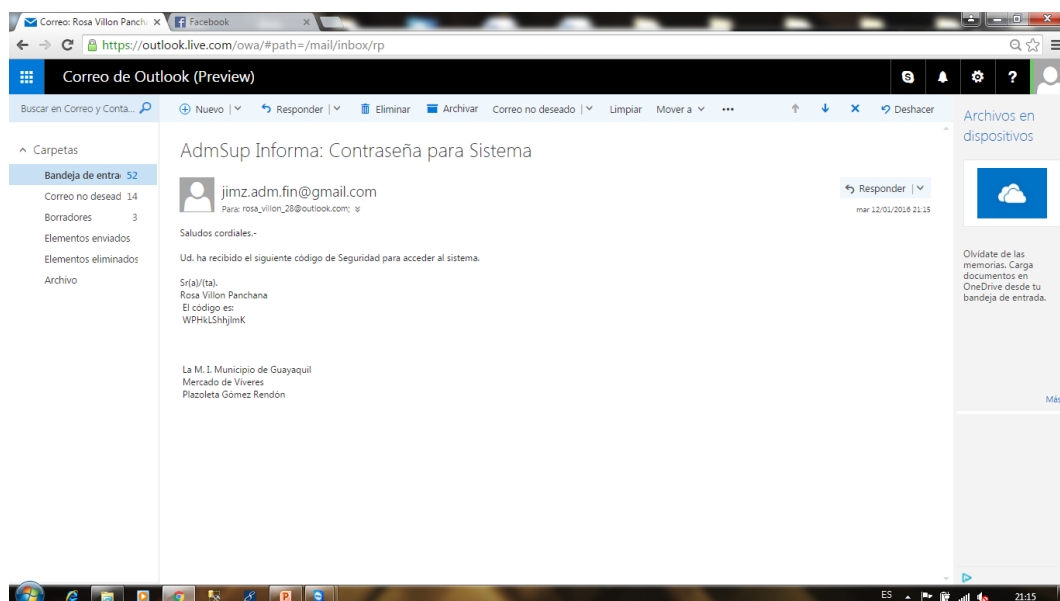 Correo: Rosa Villon Panch
Facebook
https://outlook.live.com/owa/#path=/mail/inbox/rp
Correo de Outlook (Preview)
Buscar en Correo y Conta...
Nuevo
Responder
Eliminar
Archivar
Correo no deseado
Limpiar
Mover a
Deshacer
Archivos en
dispositivos
Carpetas
Bandeja de entra 52
Correo no desead 14
Borradores 3
Elementos enviados
Elementos eliminados
Archivo
AdmSup Informa: Contraseña para Sistema
jimz.adm.fin@gmail.com
Para: rosa_villon_28@outlook.com;
Responder
mar 12/01/2016 21:15
Saludos cordiales.-
Ud. ha recibido el siguiente código de Seguridad para acceder al sistema.
Sr(a)/(ta).
Rosa Villon Panchana
El código es:
WPHkLShhjlmK
La M. I. Municipio de Guayaquil
Mercado de Viveres
Plazoleta Gómez Rendón
Olvídate de las
memorias. Carga
documentos en
OneDrive desde tu
bandeja de entrada.
Más
ES
21:15